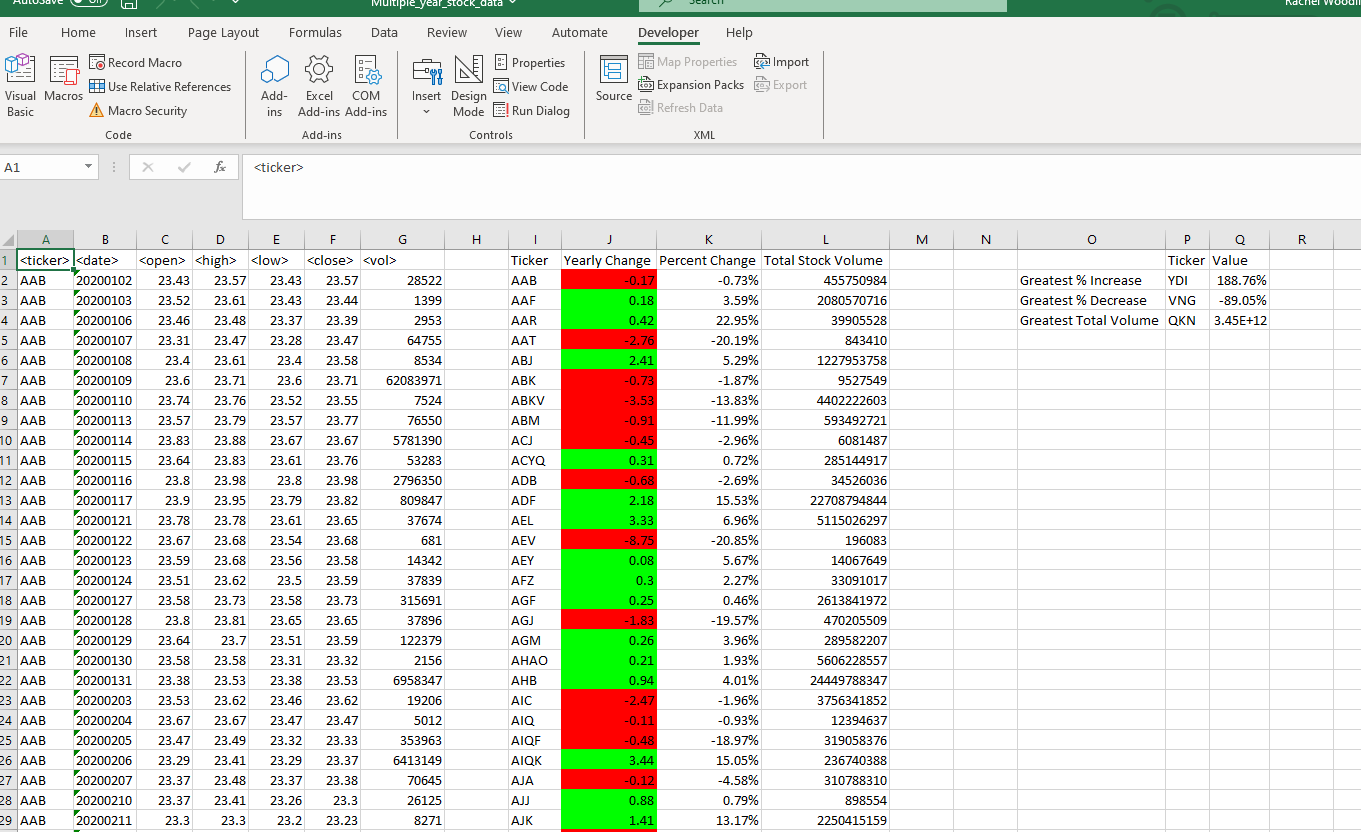 AutoSave Off Multiple_year_stock_data Search Rachel
File Home Insert Page Layout Formulas Data Review View Automate Developer Help
Visual Basic Macros Record Macro Use Relative References Macro Security Code
Add-ins Excel Add-ins COM Add-ins Add-ins
Insert Design Mode Properties View Code Run Dialog Controls
Source Map Properties Expansion Packs Refresh Data Import Export XML
A1 fx <ticker>
A B C D E F G H I J K L M N O P Q R
1 <ticker> <date> <open> <high> <low> <close> <vol> Ticker Yearly Change Percent Change Total Stock Volume Ticker Value
2 AAB 20200102 23.43 23.57 23.43 23.57 28522 AAB -0.17 -0.73% 455750984 Greatest % Increase YDI 188.76%
3 AAB 20200103 23.52 23.61 23.43 23.44 1399 AAF 0.18 3.59% 2080570716 Greatest % Decrease VNG -89.05%
4 AAB 20200106 23.46 23.48 23.37 23.39 2953 AAR 0.42 22.95% 39905528 Greatest Total Volume QKN 3.45E+12
5 AAB 20200107 23.31 23.47 23.28 23.47 64755 AAT -2.76 -20.19% 843410
6 AAB 20200108 23.4 23.61 23.4 23.58 8534 ABJ 2.41 5.29% 1227953758
7 AAB 20200109 23.6 23.71 23.6 23.71 62083971 ABK -0.73 -1.87% 9527549
8 AAB 20200110 23.74 23.76 23.52 23.55 7524 ABKV -3.53 -13.83% 4402222603
9 AAB 20200113 23.57 23.79 23.57 23.77 76550 ABM -0.91 -11.99% 593492721
10 AAB 20200114 23.83 23.88 23.67 23.67 5781390 ACJ -0.45 -2.96% 6081487
11 AAB 20200115 23.64 23.83 23.61 23.76 53283 ACYQ 0.31 0.72% 285144917
12 AAB 20200116 23.8 23.98 23.8 23.98 2796350 ADB -0.68 -2.69% 34526036
13 AAB 20200117 23.9 23.95 23.79 23.82 809847 ADF 2.18 15.53% 22708794844
14 AAB 20200121 23.78 23.78 23.61 23.65 37674 AEL 3.33 6.96% 5115026297
15 AAB 20200122 23.67 23.68 23.54 23.68 681 AEV -8.75 -20.85% 196083
16 AAB 20200123 23.59 23.68 23.56 23.58 14342 AEY 0.08 5.67% 14067649
17 AAB 20200124 23.51 23.62 23.5 23.59 37839 AFZ 0.3 2.27% 33091017
18 AAB 20200127 23.58 23.73 23.58 23.73 315691 AGF 0.25 0.46% 2613841972
19 AAB 20200128 23.8 23.81 23.65 23.65 37896 AGJ -1.83 -19.57% 470205509
20 AAB 20200129 23.64 23.7 23.51 23.59 122379 AGM 0.26 3.96% 289582207
21 AAB 20200130 23.58 23.58 23.31 23.32 2156 AHAO 0.21 1.93% 5606228557
22 AAB 20200131 23.38 23.53 23.38 23.53 6958347 AHB 0.94 4.01% 24449788347
23 AAB 20200203 23.53 23.62 23.46 23.62 19206 AIC -2.47 -1.96% 3756341852
24 AAB 20200204 23.67 23.67 23.47 23.47 5012 AIQ -0.11 -0.93% 12394637
25 AAB 20200205 23.47 23.49 23.32 23.33 353963 AIQF -0.48 -18.97% 319058376
26 AAB 20200206 23.29 23.41 23.29 23.37 6413149 AIQK 3.44 15.05% 236740388
27 AAB 20200207 23.37 23.48 23.37 23.38 70645 AJA -0.12 -4.58% 310788310
28 AAB 20200210 23.37 23.41 23.26 23.3 26125 AJJ 0.88 0.79% 898554
29 AAB 20200211 23.3 23.3 23.2 23.23 8271 AJK 1.41 13.17% 2250415159